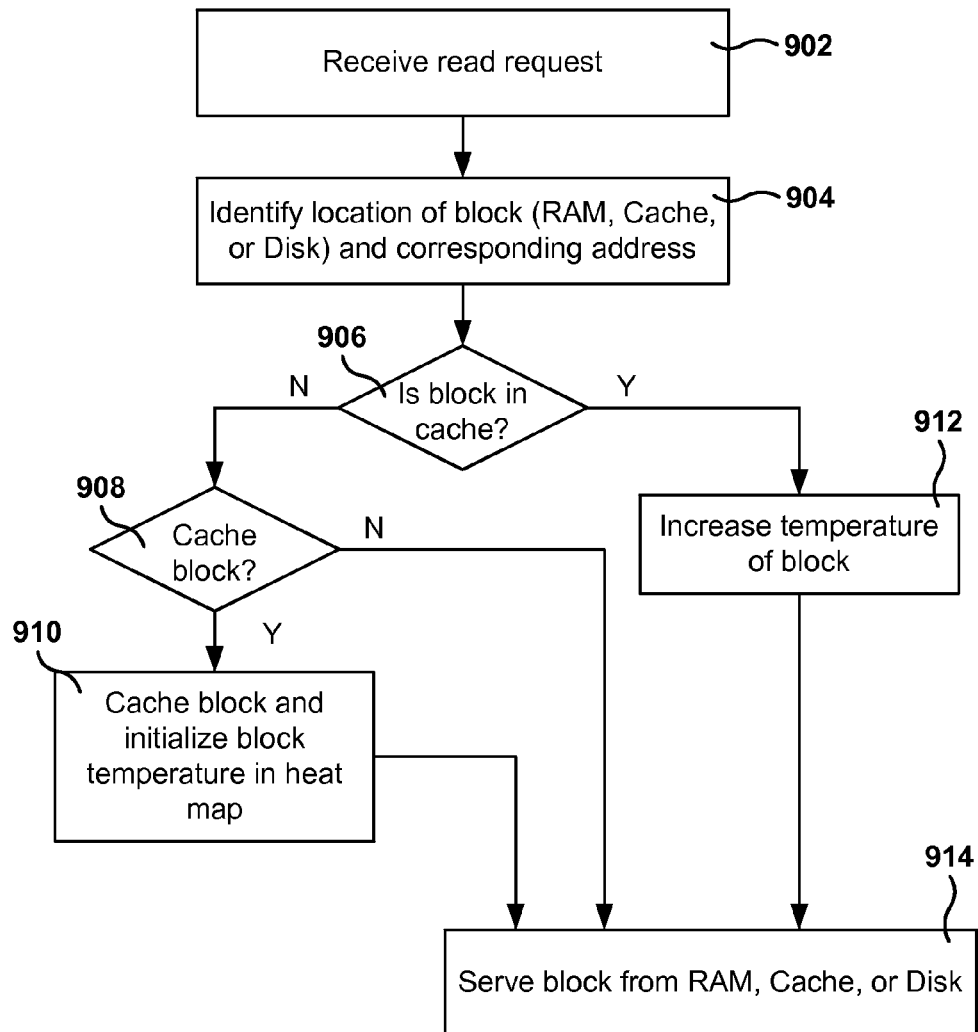 Receive read request
902
Identify location of block (RAM, Cache,
or Disk) and corresponding address
904
906
Is block in
cache?
N
Y
908
Cache
block?
N
Y
912
Increase temperature
of block
910
Cache block and
initialize block
temperature in heat
map
914
Serve block from RAM, Cache, or Disk